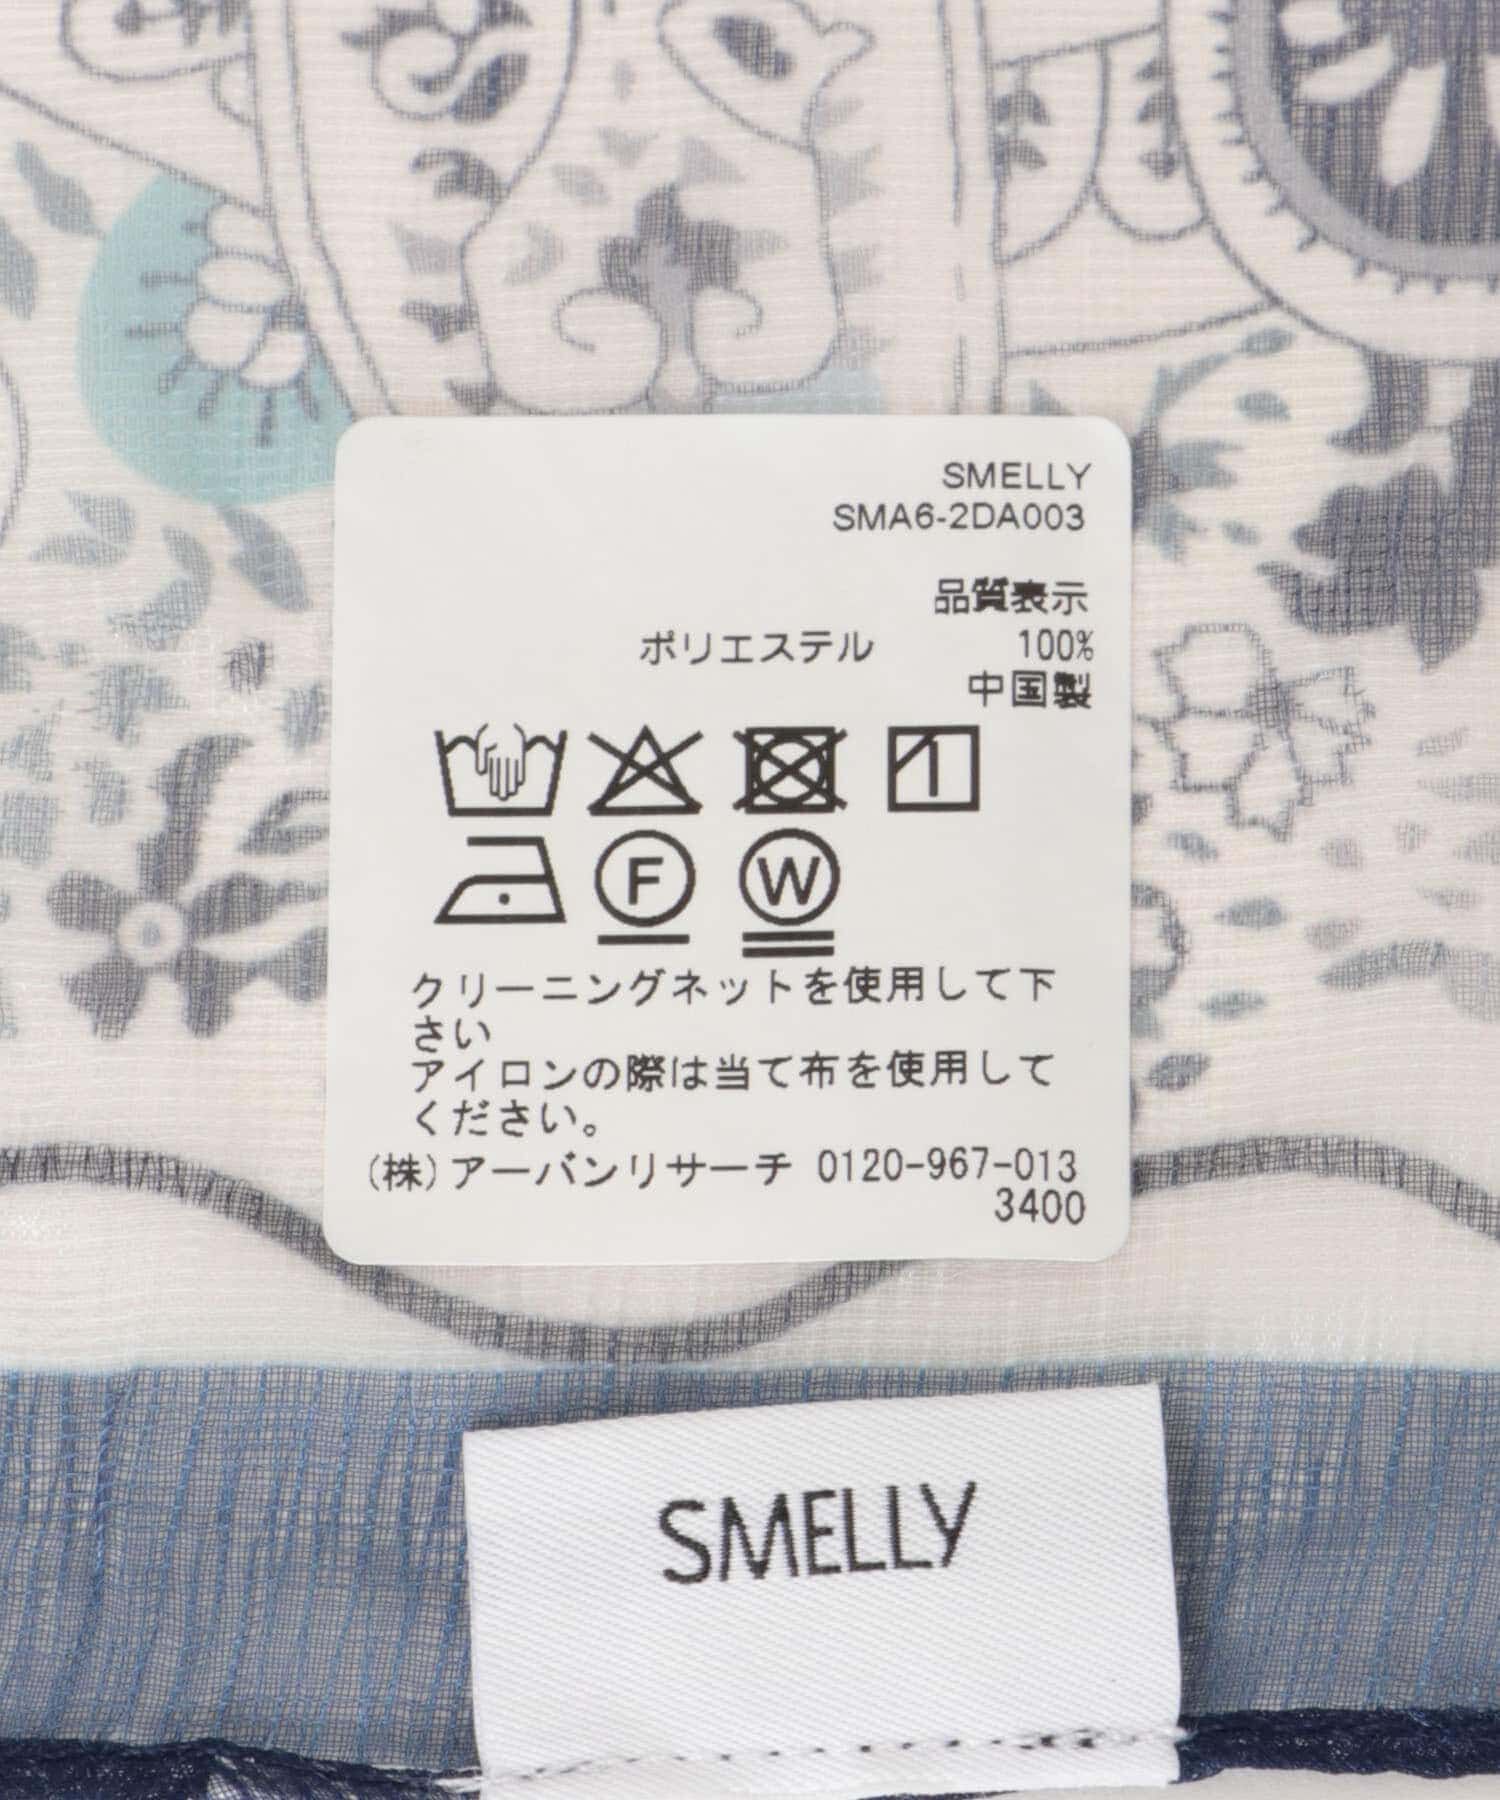 SMELLY
SMA6-2DA003
品質表示
ポリエステル 100%
中国製
F W
クリーニングネットを使用して下
さい
アイロンの際は当て布を使用して
ください。
(株)アーバンリサーチ 0120-967-013
3400
SMELLY